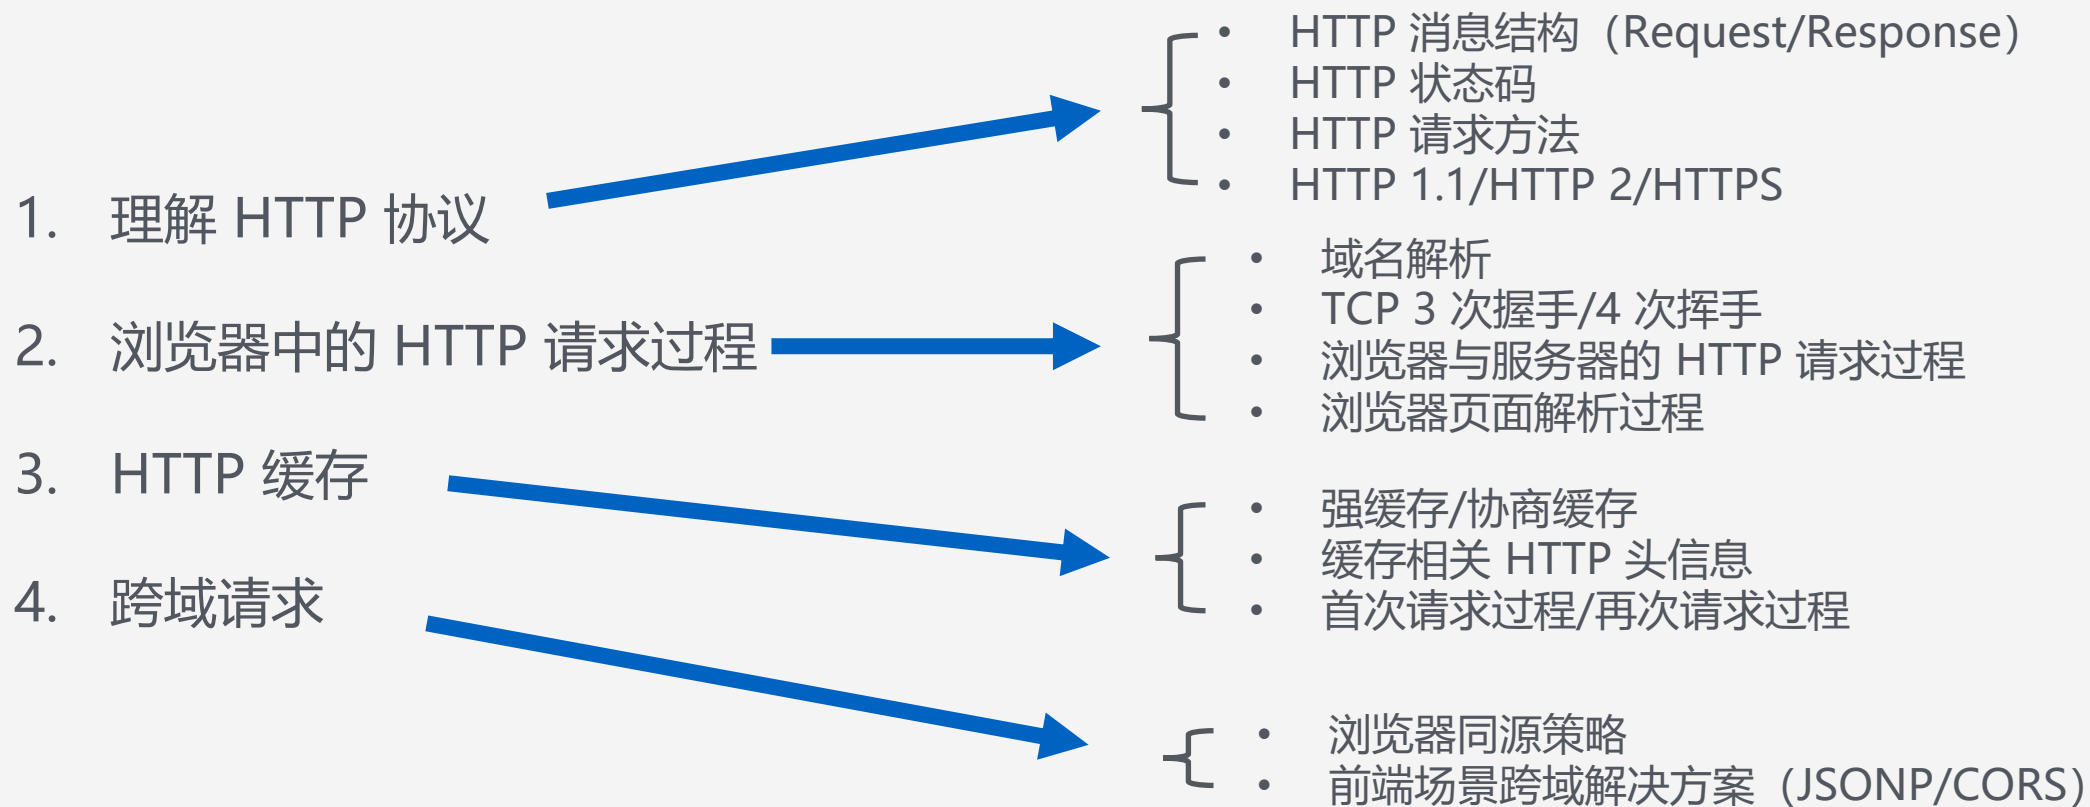 1. 理解 HTTP 协议
2. 浏览器中的 HTTP 请求过程
3. HTTP 缓存
4. 跨域请求
• HTTP 消息结构（Request/Response）
• HTTP 状态码
• HTTP 请求方法
• HTTP 1.1/HTTP 2/HTTPS
• 域名解析
• TCP 3 次握手/4 次挥手
• 浏览器与服务器的 HTTP 请求过程
• 浏览器页面解析过程
• 强缓存/协商缓存
• 缓存相关 HTTP 头信息
• 首次请求过程/再次请求过程
• 浏览器同源策略
• 前端场景跨域解决方案（JSONP/CORS）